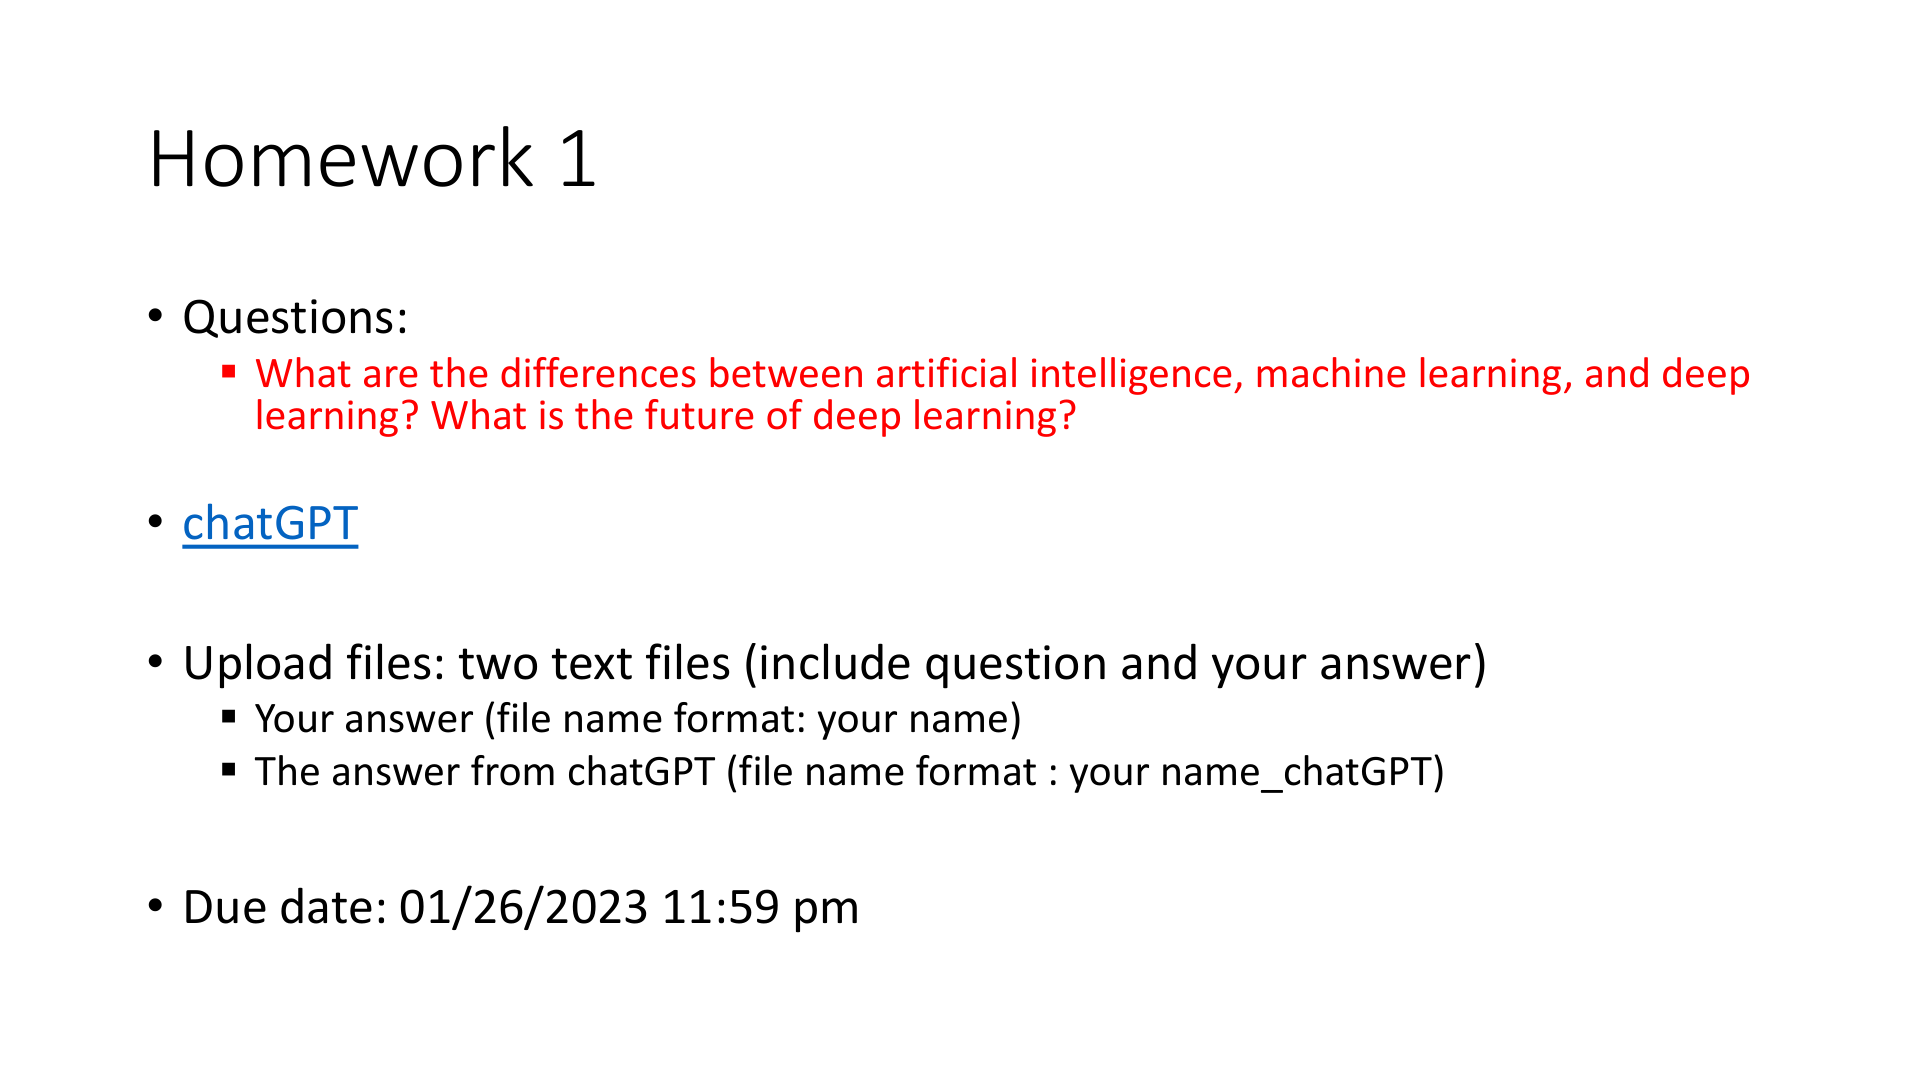 Homework 1
• Questions:
▪ What are the differences between artificial intelligence, machine learning, and deep
learning? What is the future of deep learning?
• chatGPT
• Upload files: two text files (include question and your answer)
▪ Your answer (file name format: your name)
▪ The answer from chatGPT (file name format : your name_chatGPT)
• Due date: 01/26/2023 11:59 pm